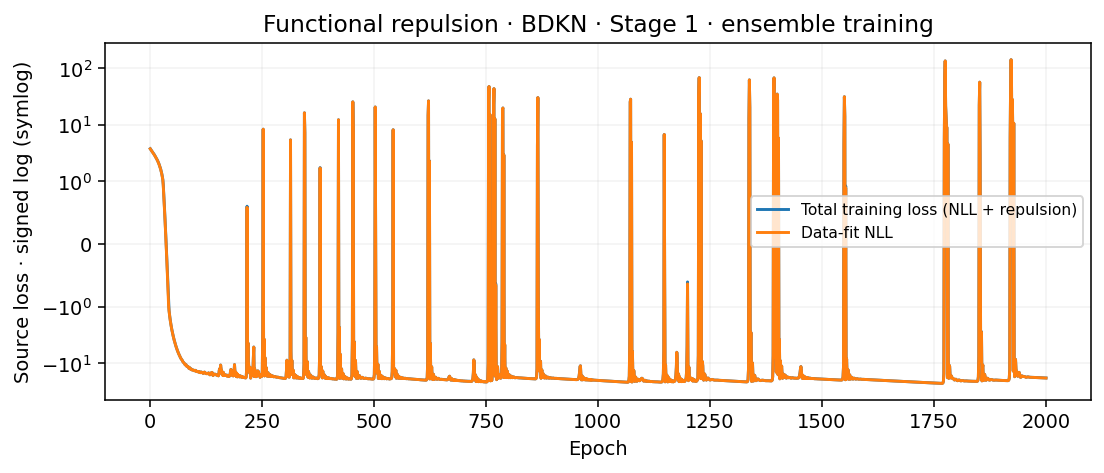 Functional repulsion · BDKN · Stage 1 · ensemble training
Source loss · signed log (symlog)
10²
10¹
10⁰
0
−10⁰
−10¹
Total training loss (NLL + repulsion)
Data-fit NLL
0 250 500 750 1000 1250 1500 1750 2000
Epoch